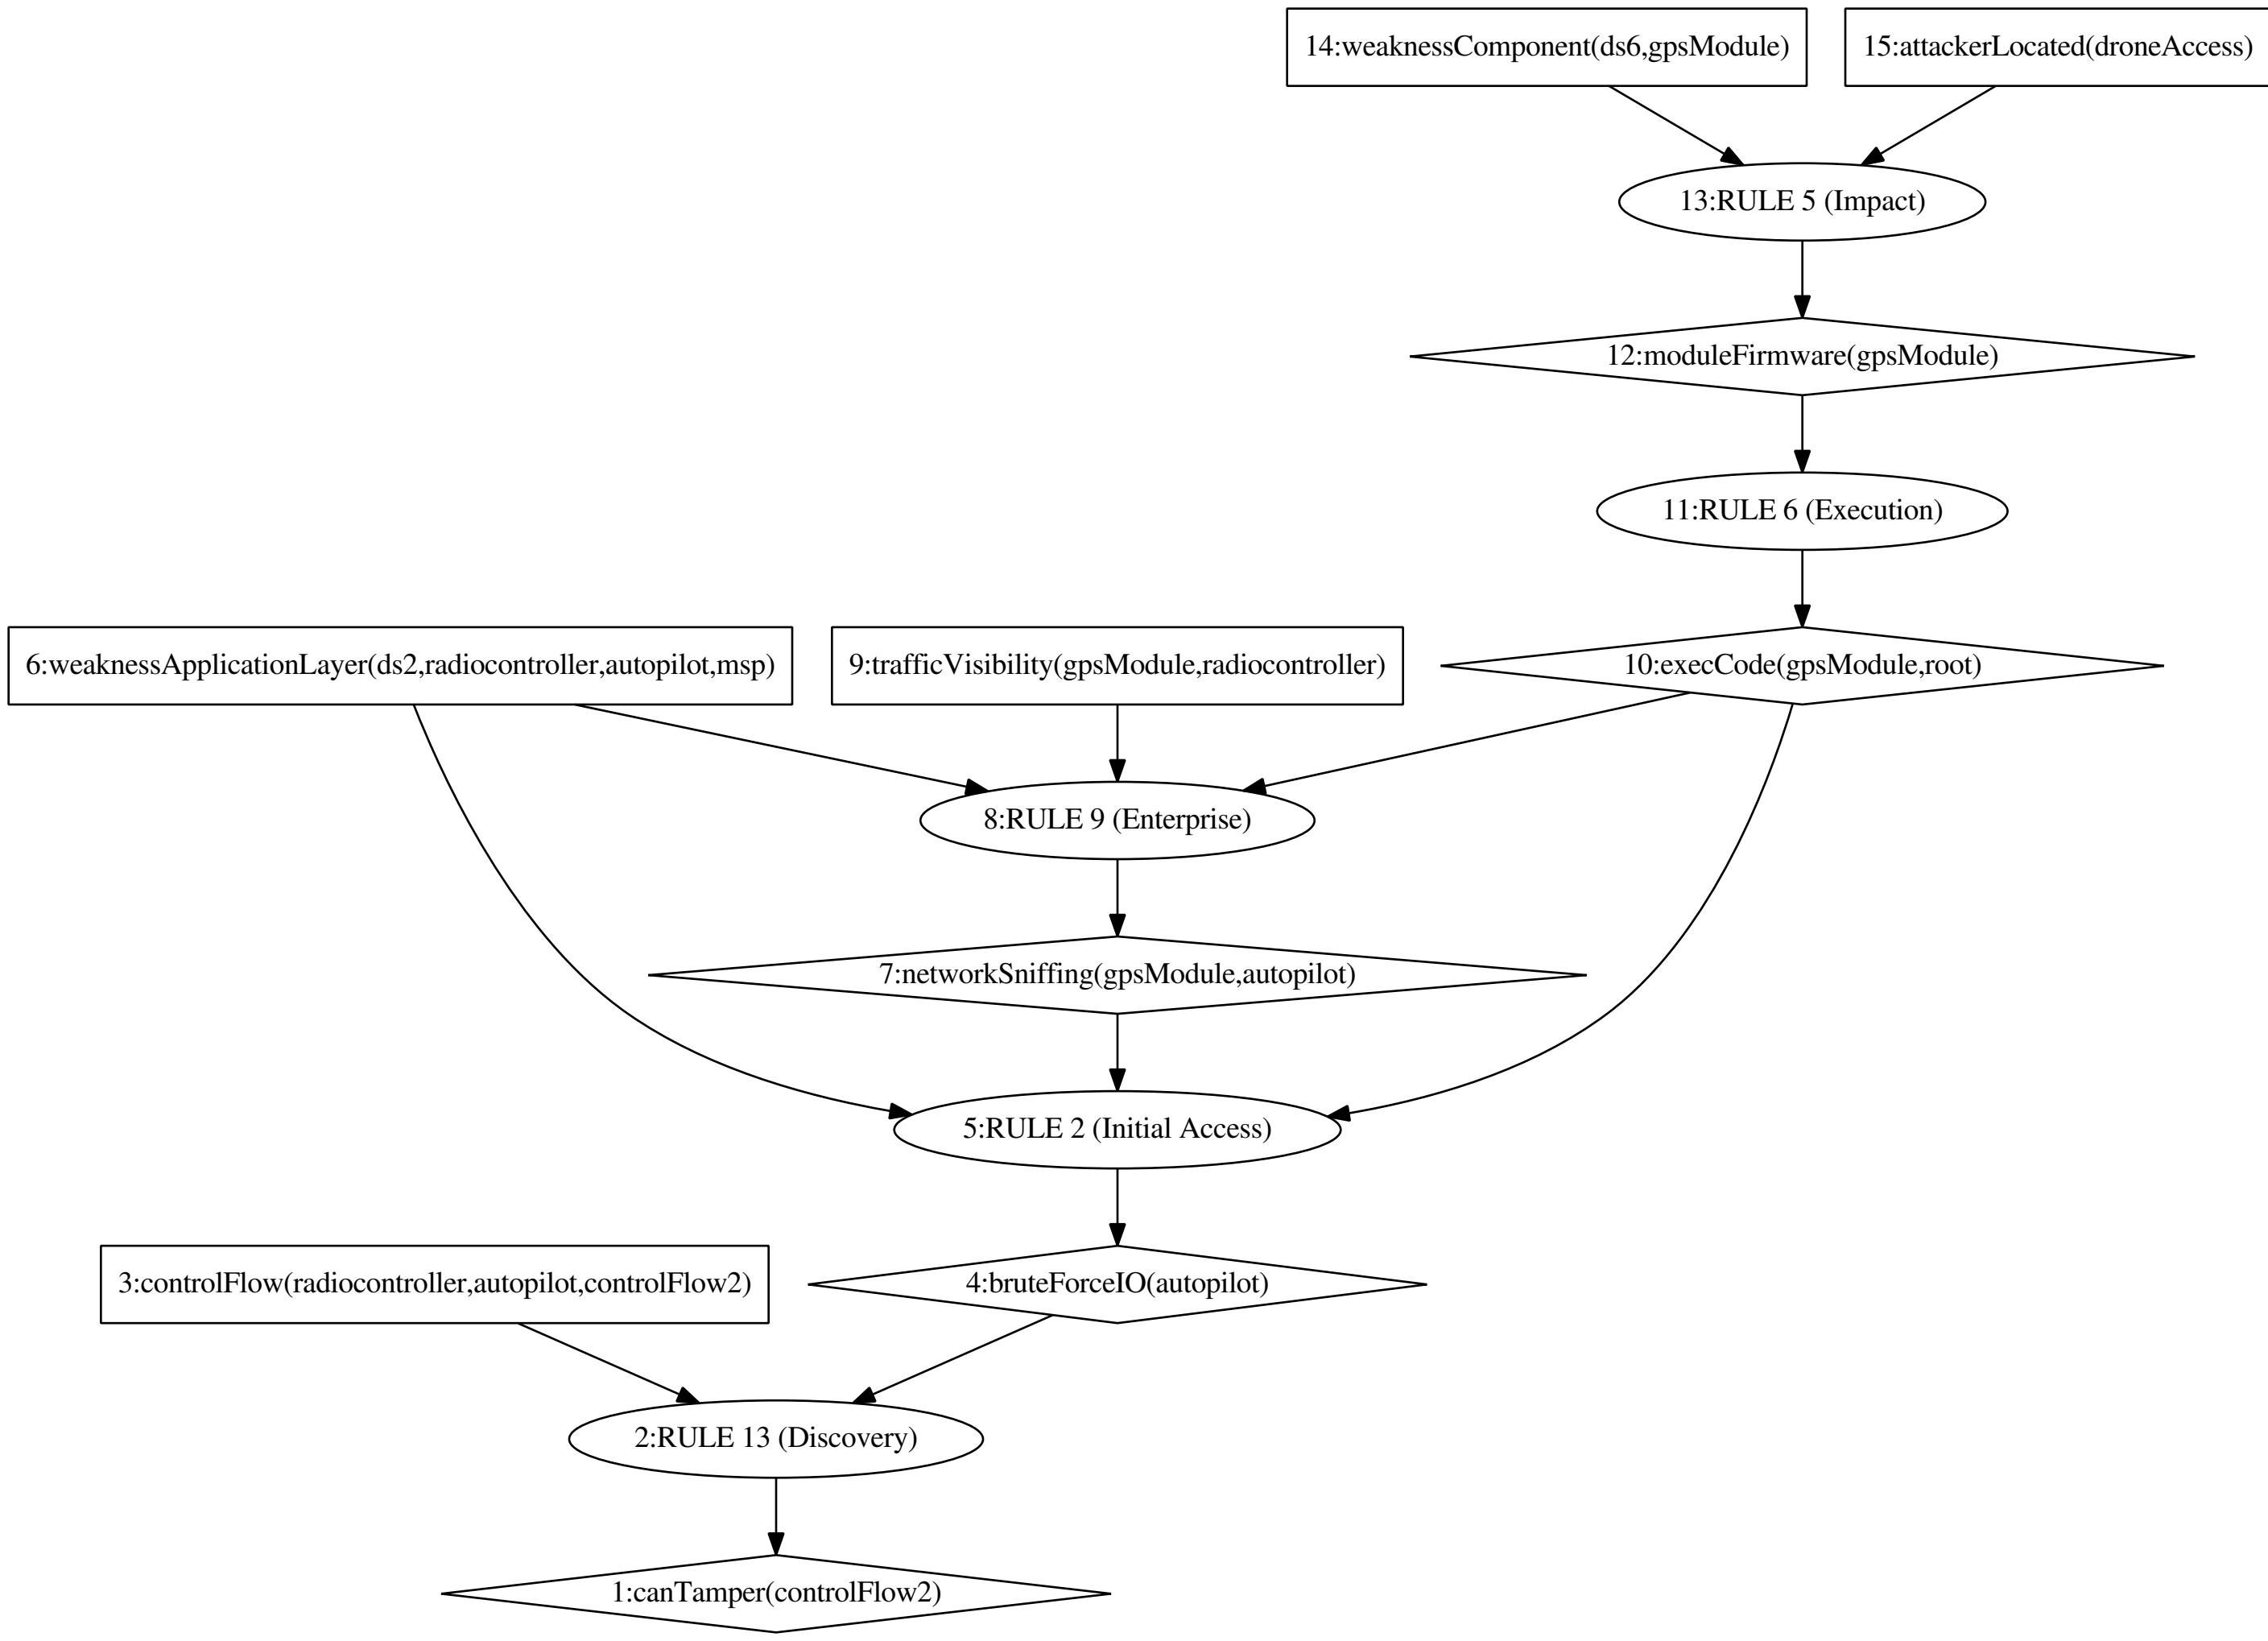 14:weaknessComponent(ds6,gpsModule)
15:attackerLocated(droneAccess)
13:RULE 5 (Impact)
12:moduleFirmware(gpsModule)
11:RULE 6 (Execution)
6:weaknessApplicationLayer(ds2,radiocontroller,autopilot,msp)
9:trafficVisibility(gpsModule,radiocontroller)
10:execCode(gpsModule,root)
8:RULE 9 (Enterprise)
7:networkSniffing(gpsModule,autopilot)
5:RULE 2 (Initial Access)
3:controlFlow(radiocontroller,autopilot,controlFlow2)
4:bruteForceIO(autopilot)
2:RULE 13 (Discovery)
1:canTamper(controlFlow2)